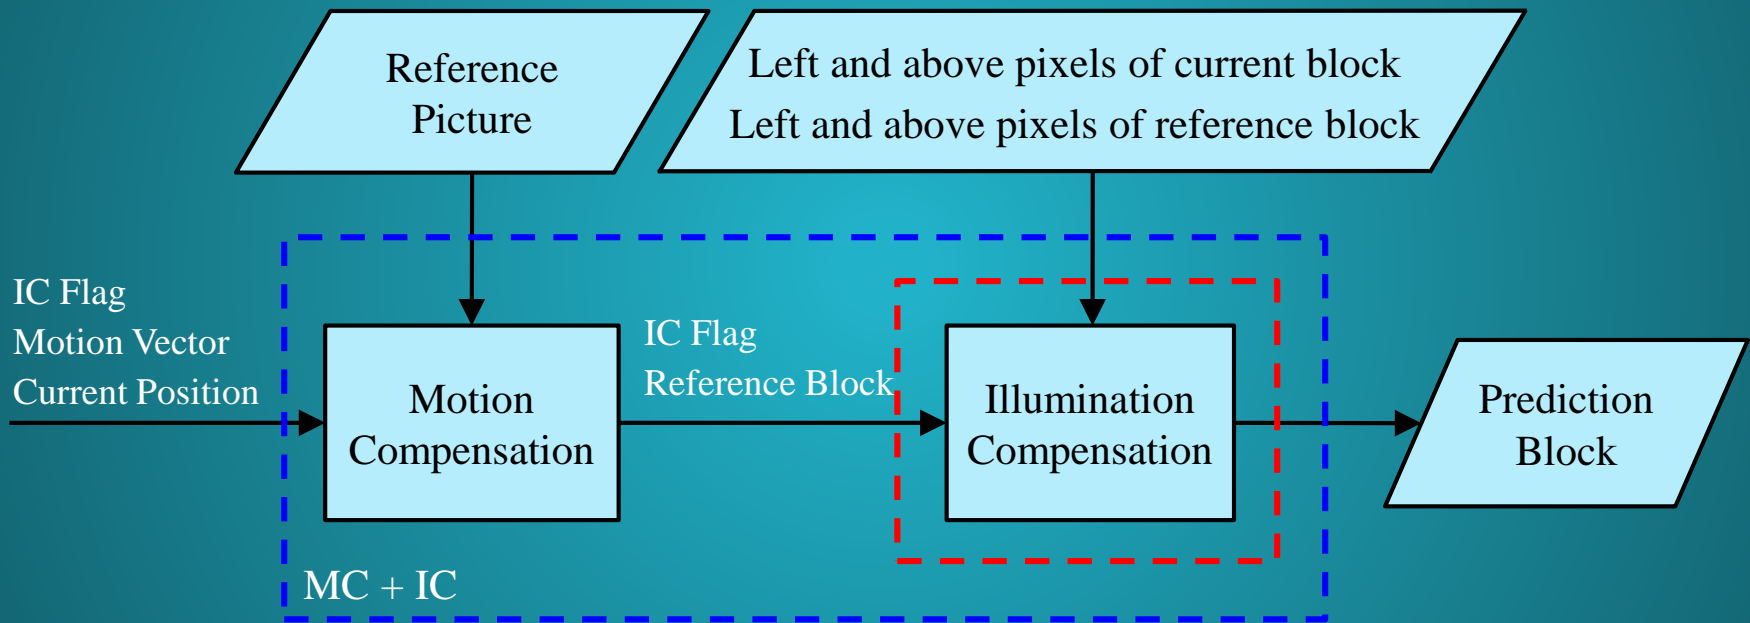 Reference
Picture
Left and above pixels of current block
Left and above pixels of reference block
IC Flag
Motion Vector
Current Position
Motion
Compensation
IC Flag
Reference Block
Illumination
Compensation
Prediction
Block
MC + IC